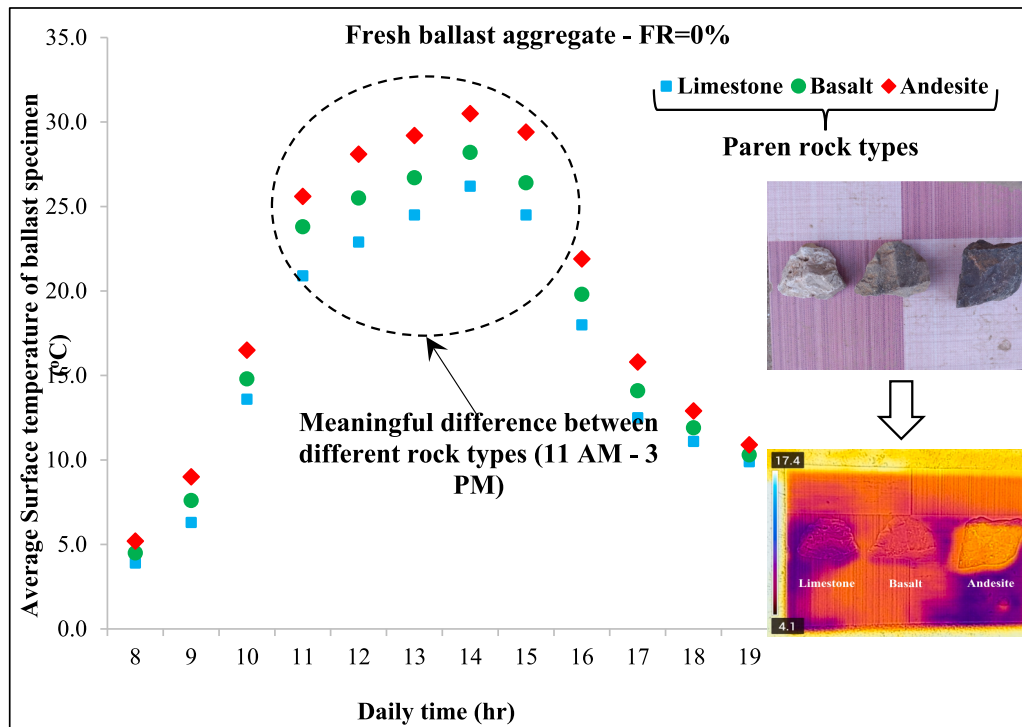 Fresh ballast aggregate - FR=0%
Limestone Basalt Andesite
Paren rock types
Average Surface temperature of ballast specimen
(ºC)
35.0
30.0
25.0
20.0
15.0
10.0
5.0
0.0
Meaningful difference between
different rock types (11 AM - 3
PM)
17.4
Limestone Basalt Andesite
4.1
8 9 10 11 12 13 14 15 16 17 18 19
Daily time (hr)